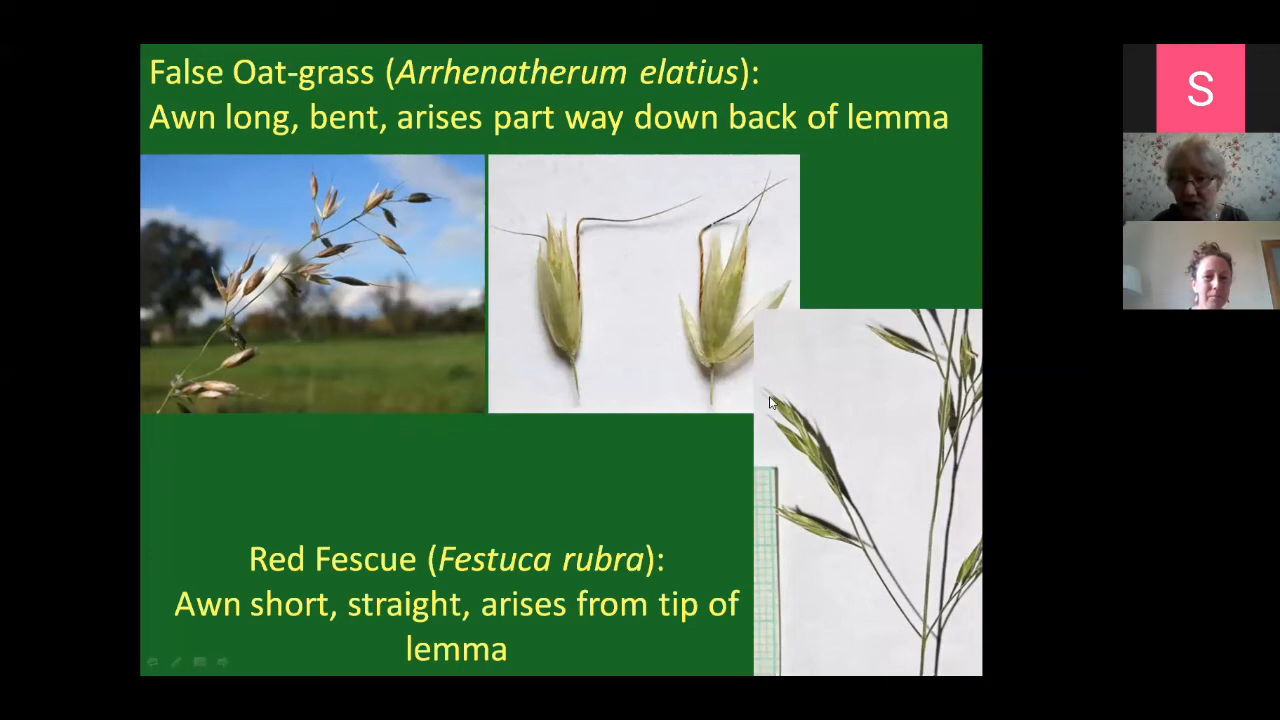 False Oat-grass (Arrhenatherum elatius):
Awn long, bent, arises part way down back of lemma
S
Red Fescue (Festuca rubra):
Awn short, straight, arises from tip of
lemma